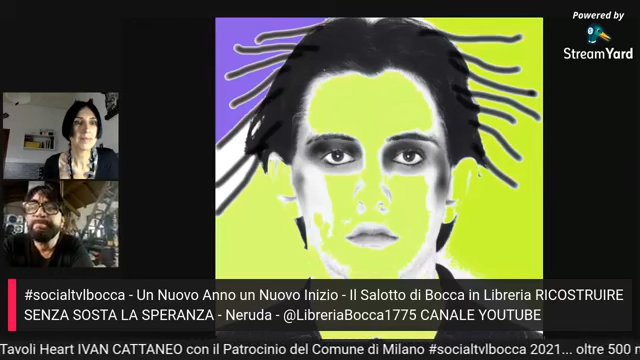 Powered by
StreamYard
#socialtvlbocca - Un Nuovo Anno un Nuovo Inizio - Il Salotto di Bocca in Libreria RICOSTRUIRE
SENZA SOSTA LA SPERANZA - Neruda - @LibreriaBocca1775 CANALE YOUTUBE
Tavoli Heart IVAN CATTANEO con il Patrocinio del Comune di Milano #socialtvlbocca 2021... oltre 500